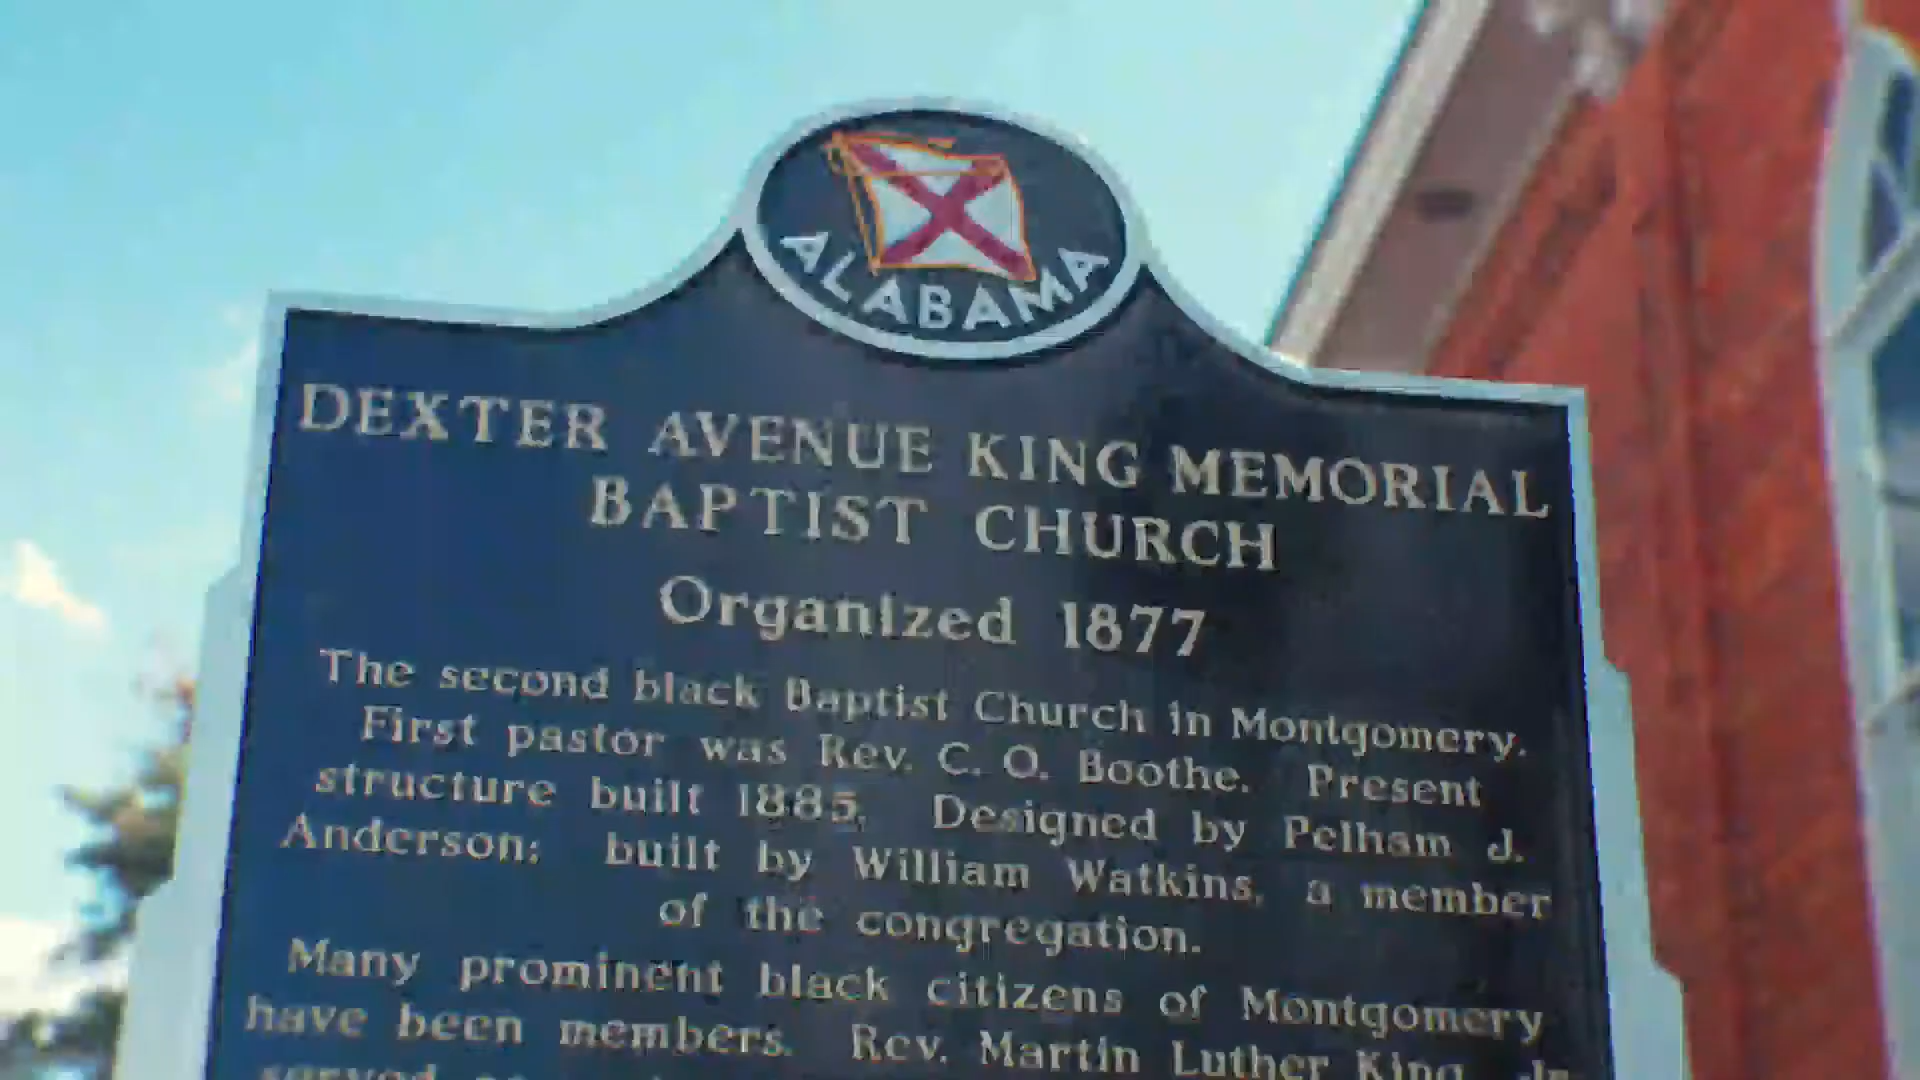 ALABAMA
DEXTER AVENUE KING MEMORIAL
BAPTIST CHURCH
Organized 1877
The second black Baptist Church in Montgomery.
First pastor was Rev. C. O. Boothe. Present
structure built 1885. Designed by Pelham J.
Anderson; built by William Watkins, a member
of the congregation.
Many prominent black citizens of Montgomery
have been members. Rev. Martin Luther King, Jr.
served